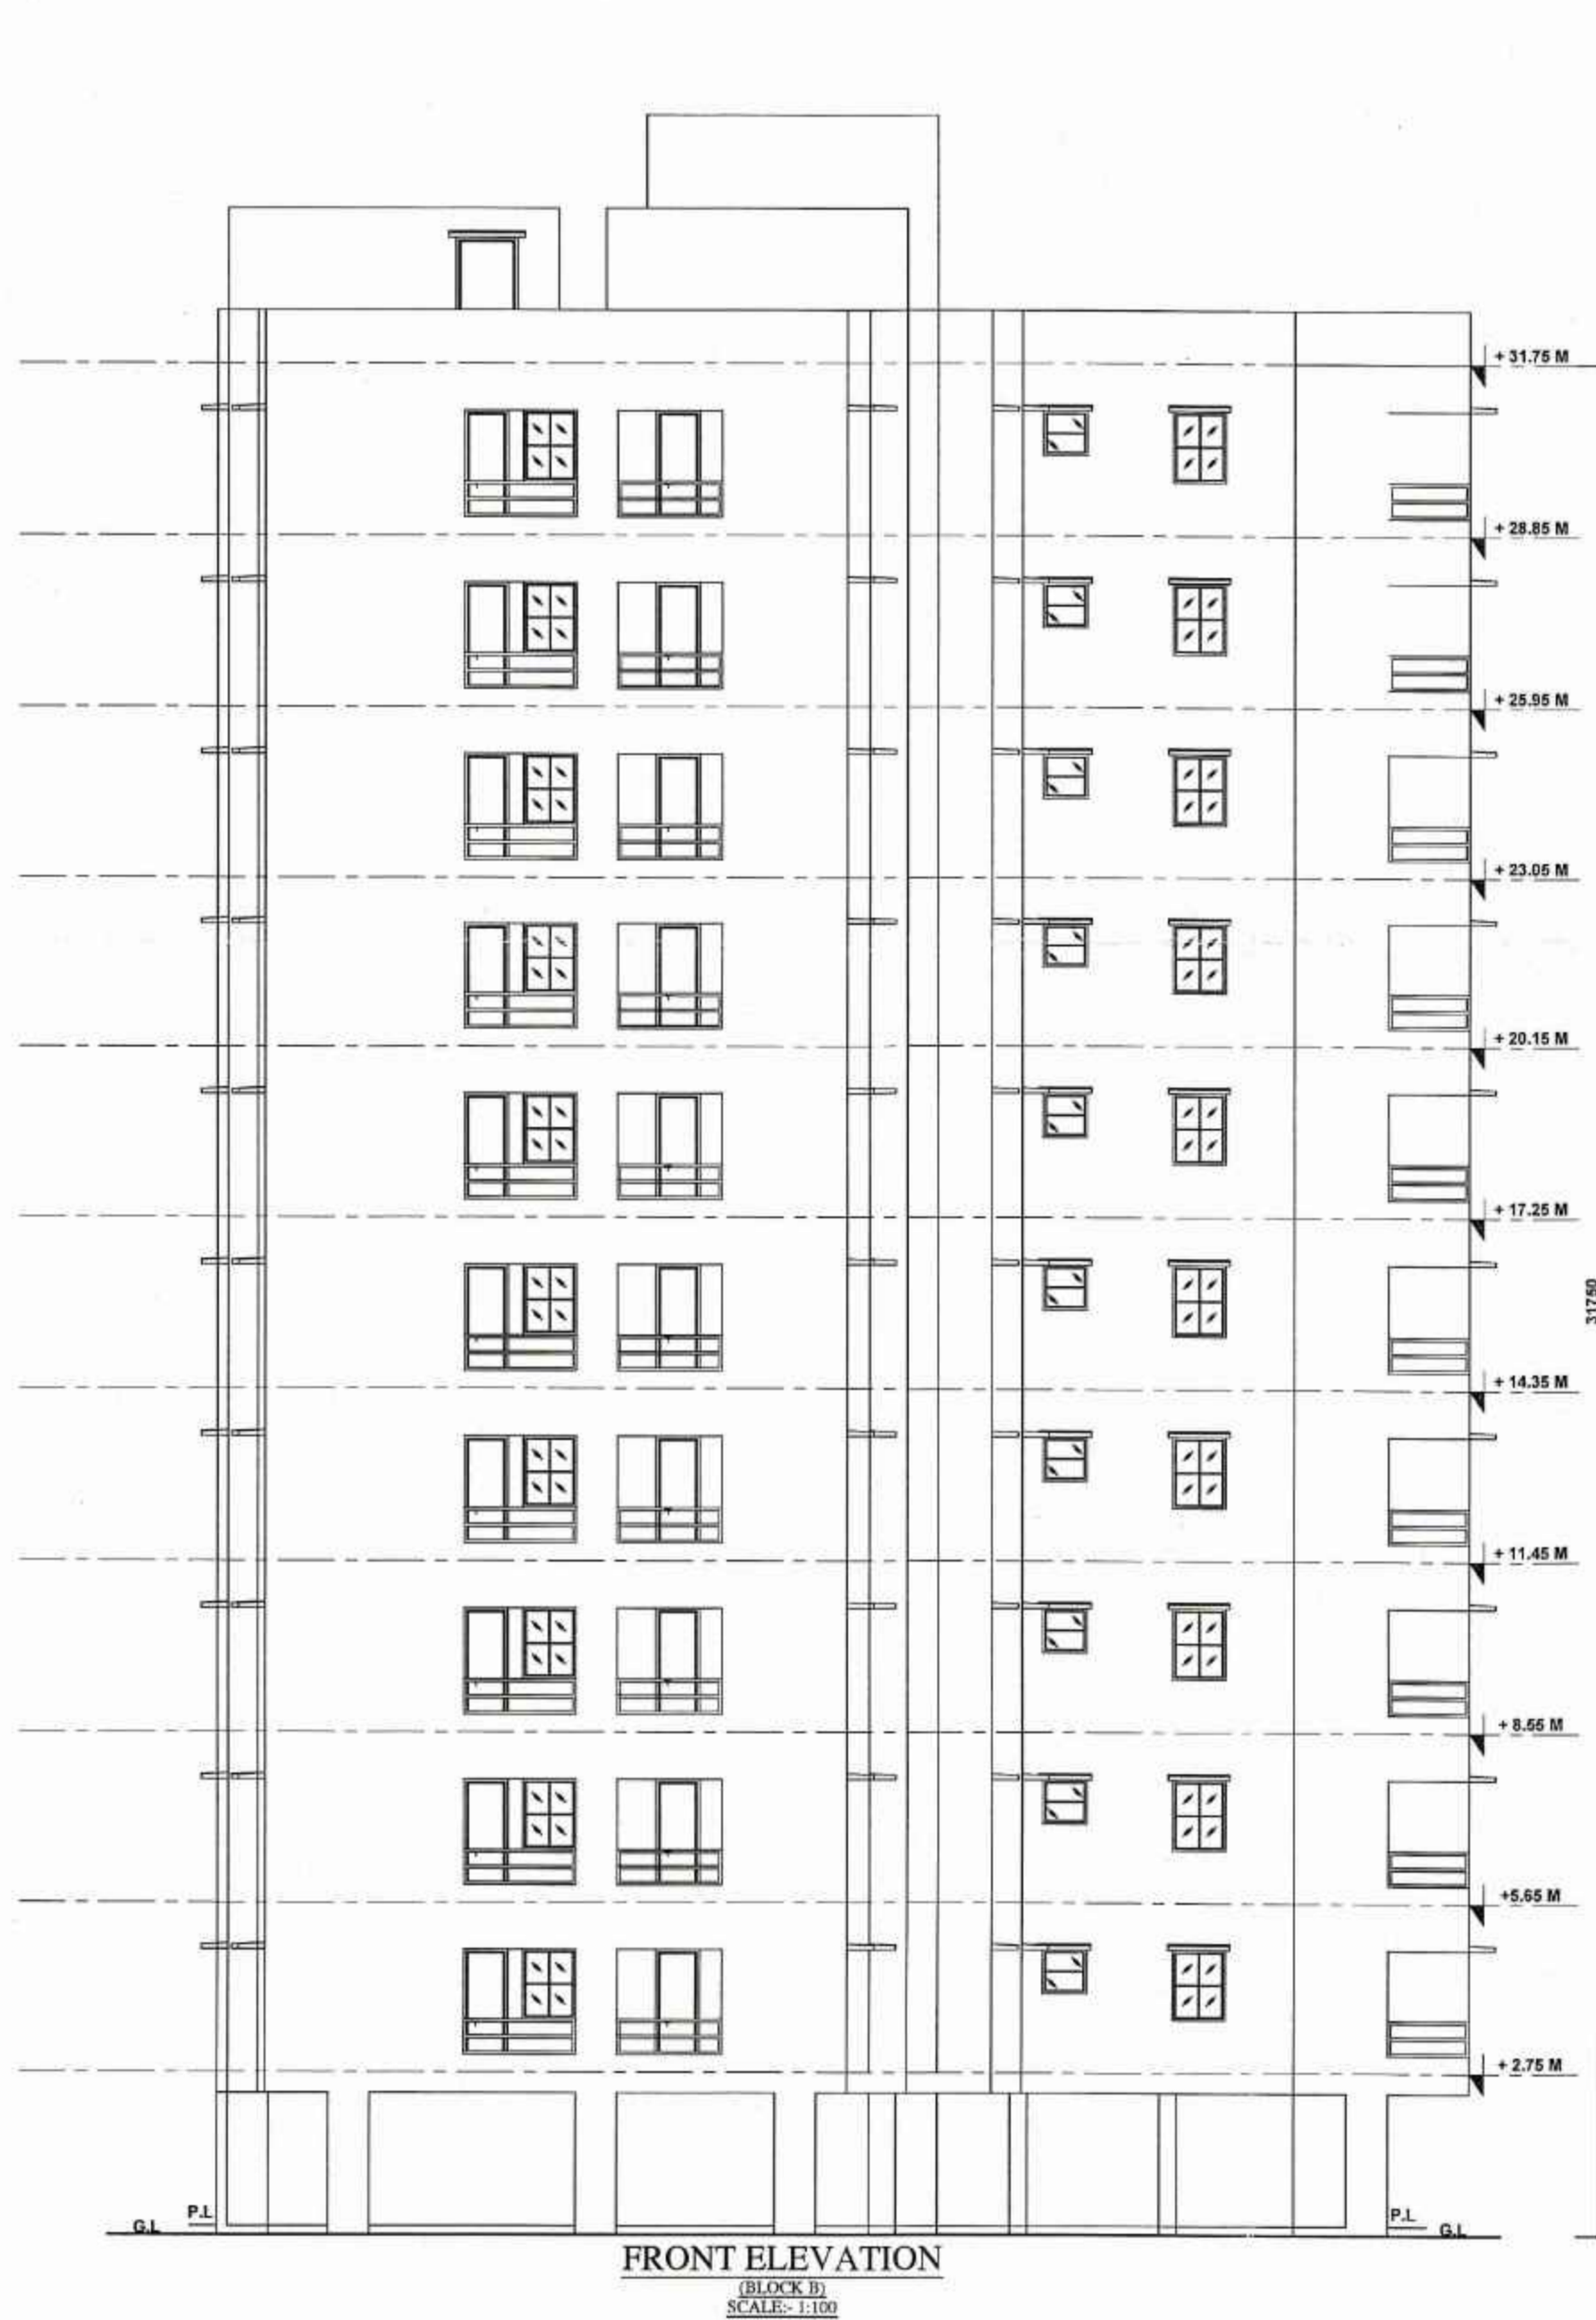 + 31.75 M
+ 28.85 M
+ 25.95 M
+ 23.05 M
+ 20.15 M
+ 17.25 M
31750
+ 14.35 M
+ 11.45 M
+ 8.55 M
+5.65 M
+ 2.75 M
P.L
G.L
P.L
G.L
FRONT ELEVATION
(BLOCK B)
SCALE:- 1:100